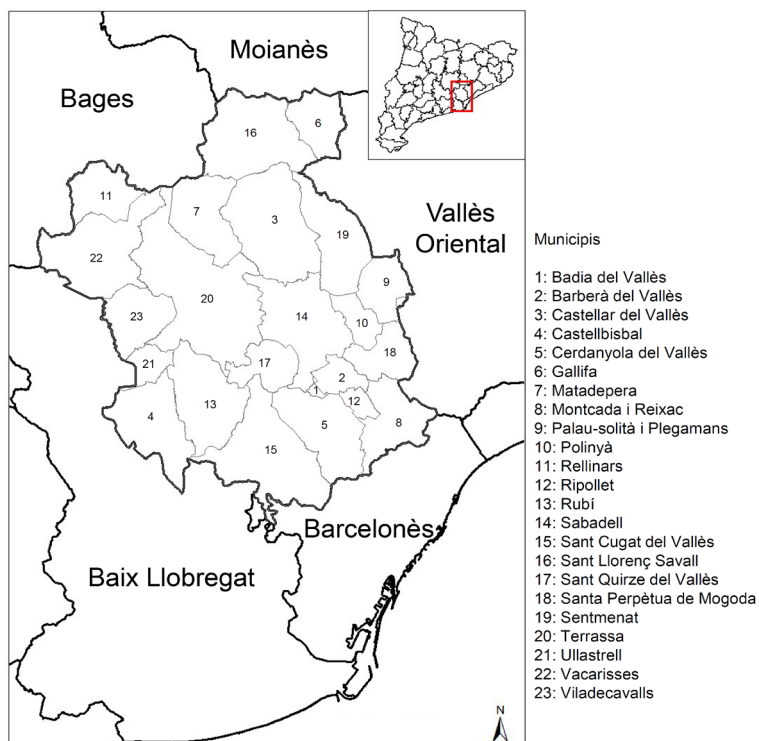 Moianès
Bages
Vallès
Oriental
16
6
11
7
3
19
22
9
20
23
14
10
18
21
17
2
1
12
4
13
5
8
15
Barcelonès
Baix Llobregat
N
Municipis
1: Badia del Vallès
2: Barberà del Vallès
3: Castellar del Vallès
4: Castellbisbal
5: Cerdanyola del Vallès
6: Gallifa
7: Matadepera
8: Montcada i Reixac
9: Palau-solità i Plegamans
10: Polinyà
11: Rellinars
12: Ripollet
13: Rubí
14: Sabadell
15: Sant Cugat del Vallès
16: Sant Llorenç Savall
17: Sant Quirze del Vallès
18: Santa Perpètua de Mogoda
19: Sentmenat
20: Terrassa
21: Ullastrell
22: Vacarisses
23: Viladecavalls